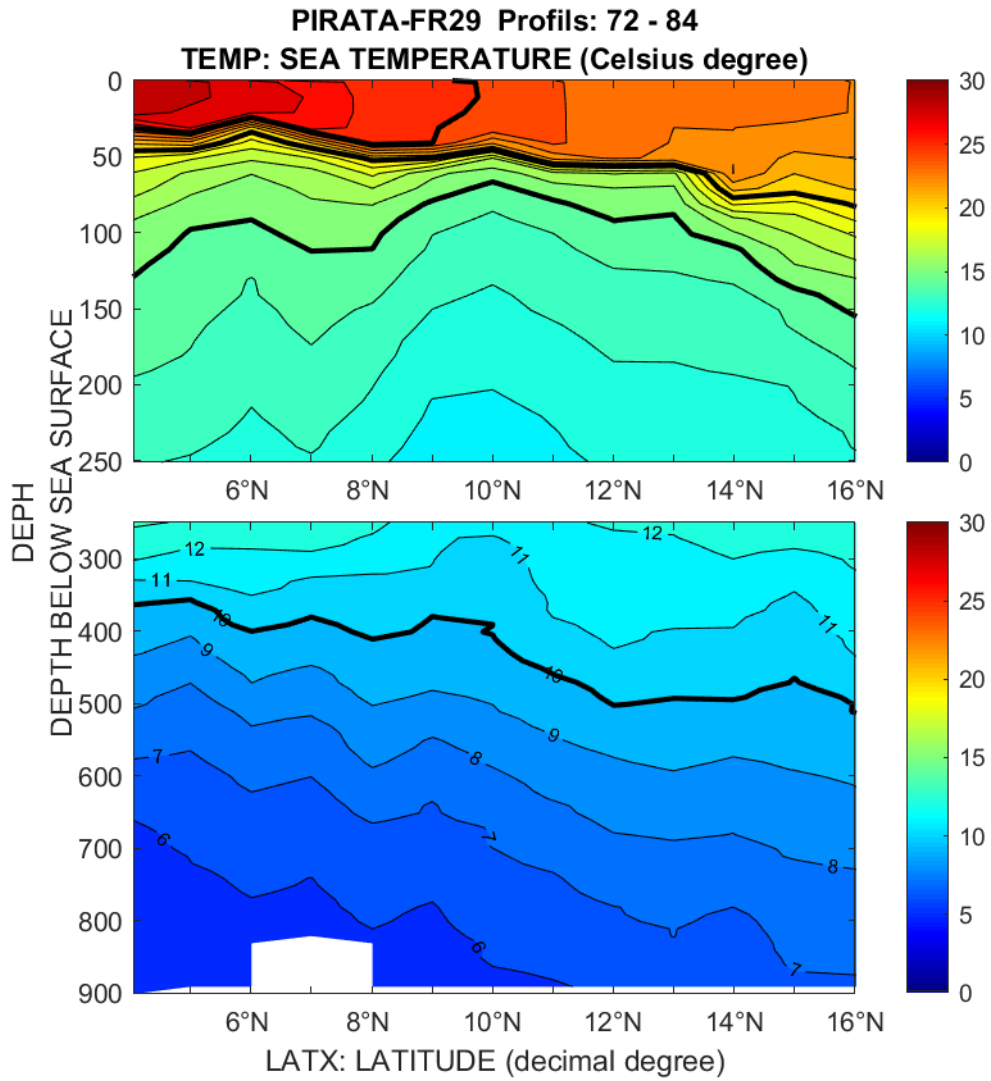 PIRATA-FR29 Profils: 72 - 84
TEMP: SEA TEMPERATURE (Celsius degree)
0
50
100
150
200
250
6°N
8°N
10°N
12°N
14°N
16°N
30
25
20
15
10
5
0
DEPH
DEPTH BELOW SEA SURFACE
300
400
500
600
700
800
900
12
12
11
11
11
10
10
9
9
8
8
7
7
7
6
6
6°N
8°N
10°N
12°N
14°N
16°N
30
25
20
15
10
5
0
LATX: LATITUDE (decimal degree)